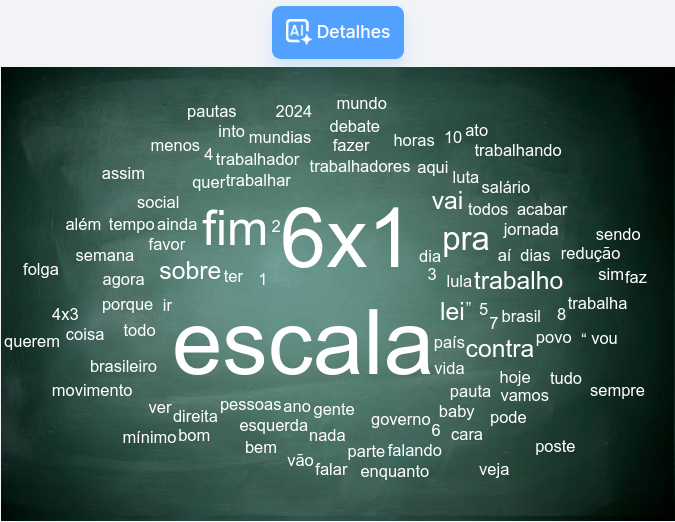 AI Detalhes
pautas 2024 mundo
into mundias debate
menos 4 trabalhador fazer horas 10 ato
trabalhadores aqui trabalhando
assim quer trabalhar luta salário
social vai todos acabar
além tempo ainda fim 2 6x1 pra jornada
favor sendo
semana sobre ter dia aí dias redução
folga agora 1 3 lula trabalho sim faz
porque ir lei ” 5 7 brasil 8 trabalha
4x3
querem coisa todo escala país contra povo “ vou
brasileiro vida hoje tudo
movimento pauta vamos sempre
ver direita pessoas ano gente governo baby pode
mínimo bom esquerda nada 6 cara
bem parte falando poste
vão falar enquanto veja